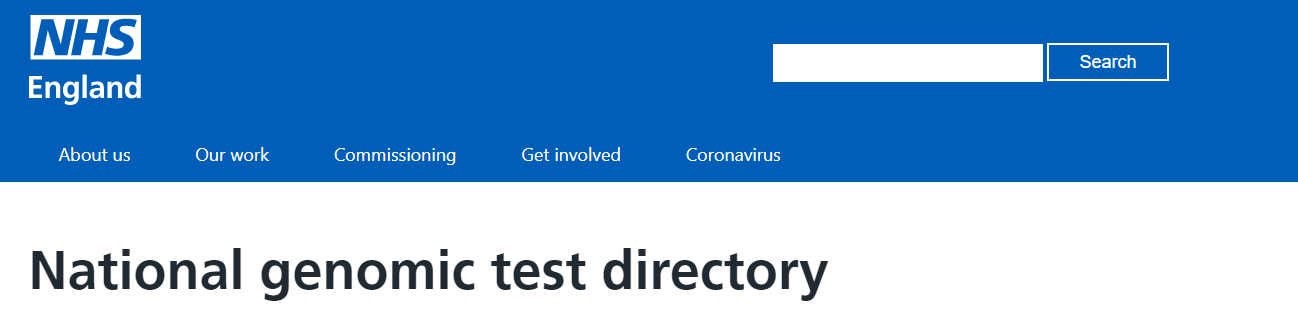 NHS
England
Search
About us Our work Commissioning Get involved Coronavirus
National genomic test directory